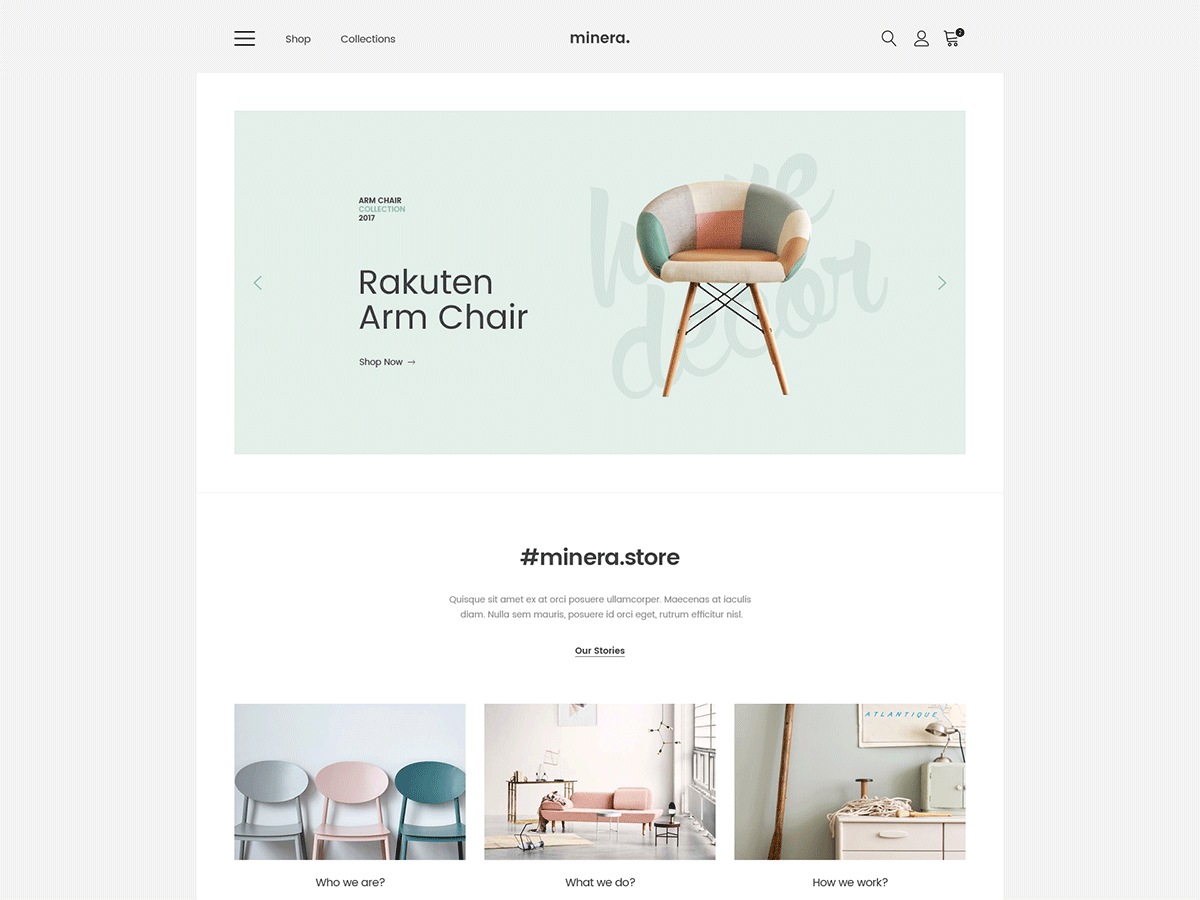 Shop
Collections
minera.
2
ARM CHAIR
COLLECTION
2017
Rakuten
Arm Chair
Shop Now →
decor
#minera.store
Quisque sit amet ex at orci posuere ullamcorper. Maecenas at iaculis
diam. Nulla sem mauris, posuere id orci eget, rutrum efficitur nisl.
Our Stories
ATLANTIQUE
Who we are?
What we do?
How we work?